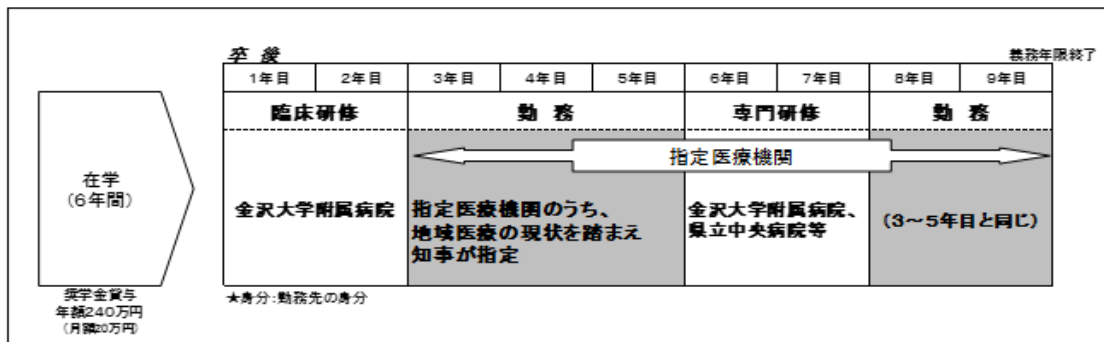 卒後
義務年限終了
1年目 2年目 3年目 4年目 5年目 6年目 7年目 8年目 9年目
臨床研修 勤務 専門研修 勤務
指定医療機関
在学
(6年間)
金沢大学附属病院
指定医療機関のうち、
地域医療の現状を踏まえ
知事が指定
金沢大学附属病院、
県立中央病院等
(3～5年目と同じ)
奨学金貸与
年額240万円
(月額20万円)
★身分:勤務先の身分